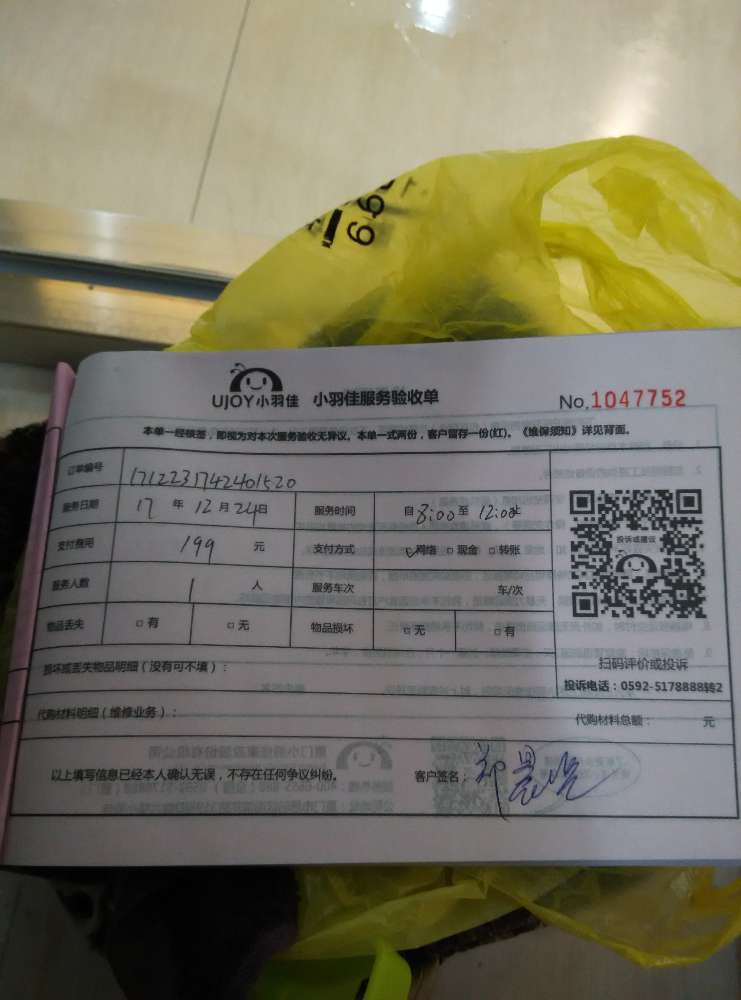 UJOY小羽佳 小羽佳服务验收单 No.1047752
本单一经核签，即视为对本次服务验收无异议。本单一式两份，客户留存一份(红)。《维保须知》详见背面。
订单编号 1712231742401520
服务日期 17 年 12 月 24 日 服务时间 自 8:00 至 12:00 止
支付费用 199 元 支付方式 ✓网络 □ 现金 □ 转账
服务人数 1 人 服务车次 车/次
物品丢失 □ 有 □ 无 物品损坏 □ 无 □ 有
投诉或建议
扫码评价或投诉
投诉电话：0592-5178888转2
损坏或丢失物品明细（没有可不填）：
代购材料明细（维修业务）： 代购材料总额： 元
以上填写信息已经本人确认无误，不存在任何争议纠纷。 客户签名：